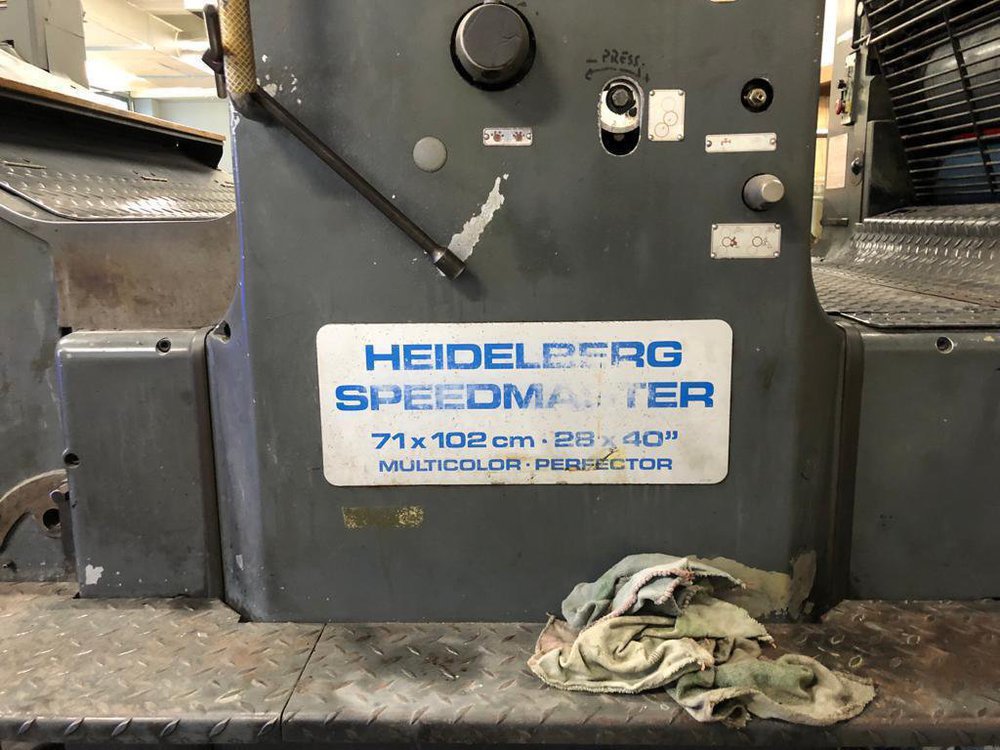 - PRESS. +
HEIDELBERG
SPEEDMASTER
71 x 102 cm · 28 x 40”
MULTICOLOR · PERFECTOR